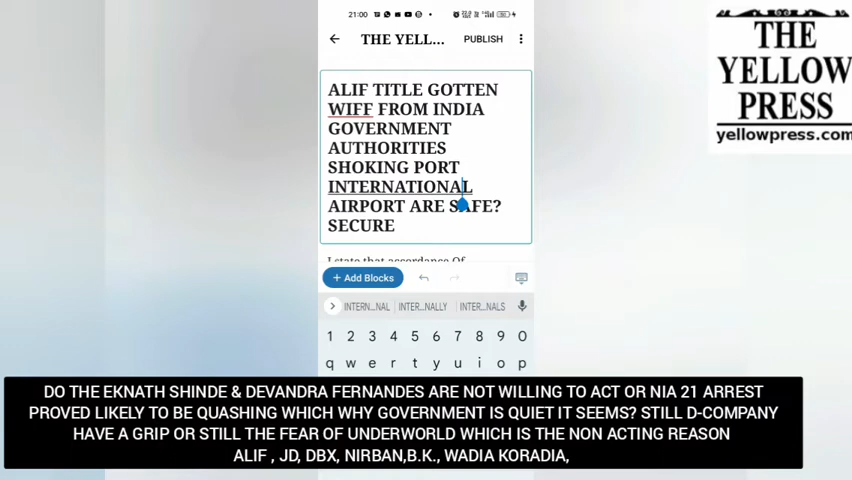 21:00
THE YELL...
PUBLISH
THE
YELLOW
PRESS
yellowpress.com
ALIF TITLE GOTTEN
WIFF FROM INDIA
GOVERNMENT
AUTHORITIES
SHOKING PORT
INTERNATIONAL
AIRPORT ARE SAFE?
SECURE
I state that accordance Of
+ Add Blocks
INTERN...NAL
INTER...NALLY
INTER...NALS
1 2 3 4 5 6 7 8 9 0
q w e r t y u i o p
DO THE EKNATH SHINDE & DEVANDRA FERNANDES ARE NOT WILLING TO ACT OR NIA 21 ARREST
PROVED LIKELY TO BE QUASHING WHICH WHY GOVERNMENT IS QUIET IT SEEMS? STILL D-COMPANY
HAVE A GRIP OR STILL THE FEAR OF UNDERWORLD WHICH IS THE NON ACTING REASON
ALIF , JD, DBX, NIRBAN,B.K., WADIA KORADIA,